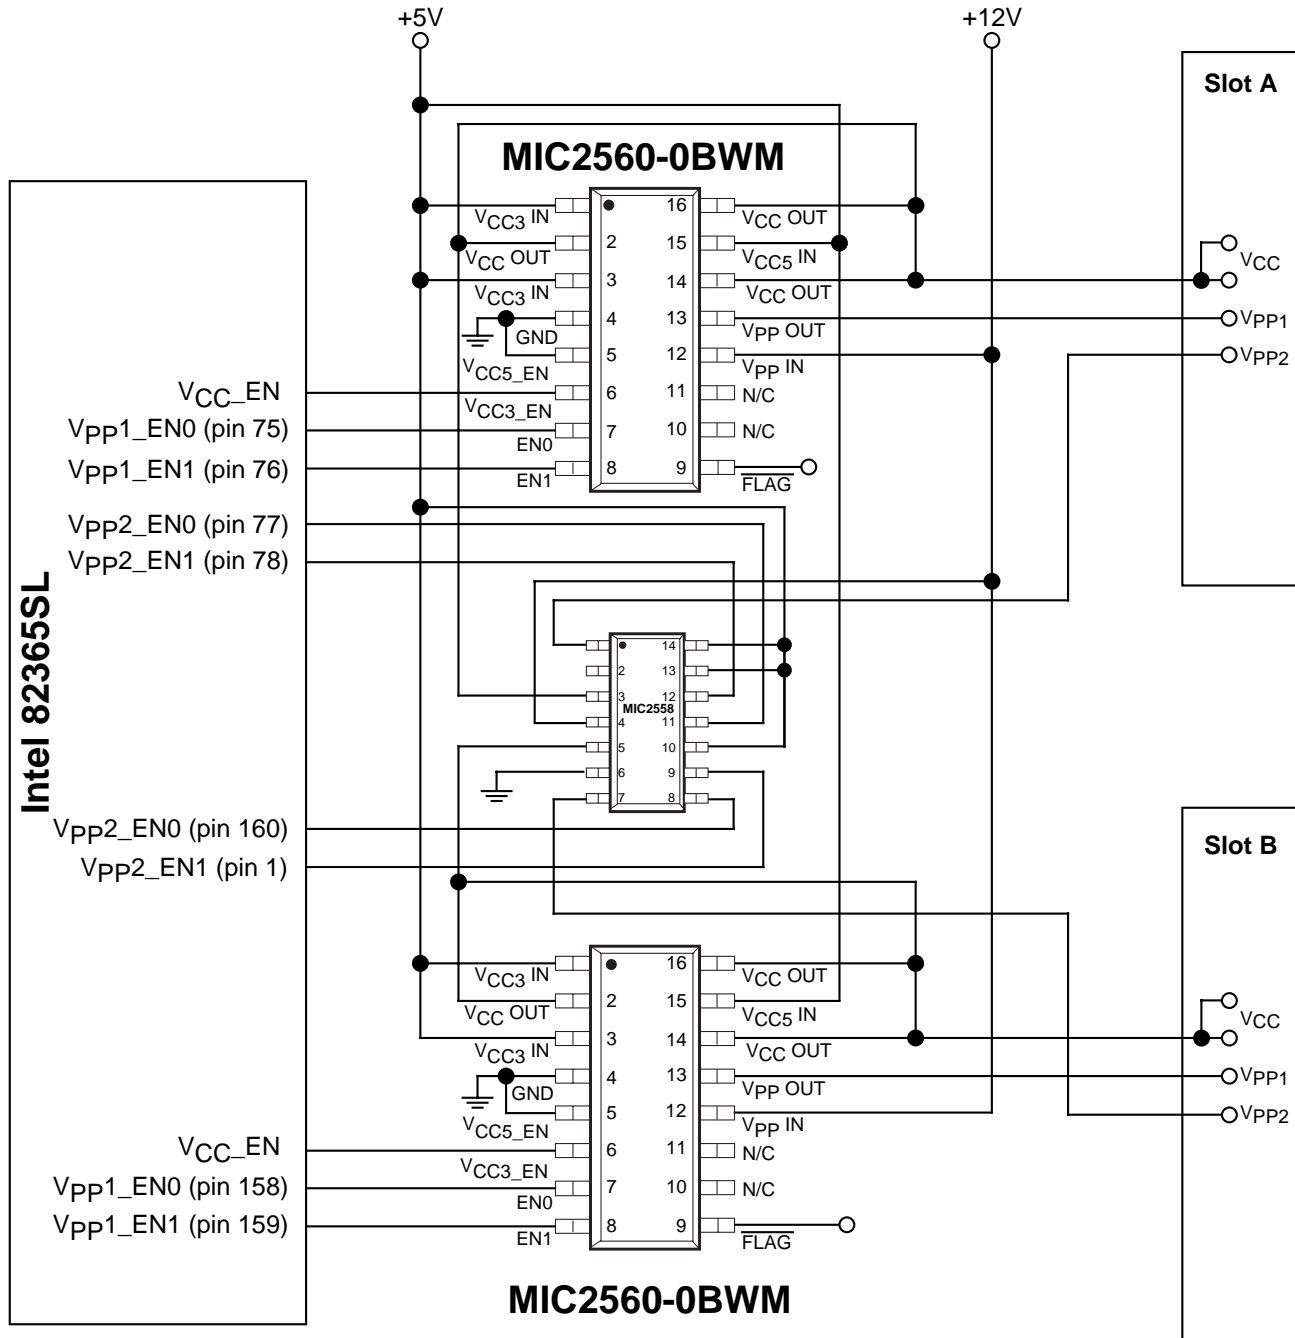 +5V
+12V
Slot A
MIC2560-0BWM
VCC3 IN
16
VCC OUT
VCC OUT
2
15
VCC5 IN
VCC
VCC3 IN
3
14
VCC OUT
GND
4
13
VPP OUT
VPP1
VCC5_EN
5
12
VPP IN
VPP2
VCC_EN
VCC3_EN
6
11
N/C
VPP1_EN0 (pin 75)
EN0
7
10
N/C
VPP1_EN1 (pin 76)
EN1
8
9
FLAG
VPP2_EN0 (pin 77)
VPP2_EN1 (pin 78)
Intel 82365SL
14
2
13
3
12
MIC2558
4
11
5
10
6
9
7
8
VPP2_EN0 (pin 160)
VPP2_EN1 (pin 1)
Slot B
VCC3 IN
16
VCC OUT
VCC OUT
2
15
VCC5 IN
VCC
VCC3 IN
3
14
VCC OUT
GND
4
13
VPP OUT
VPP1
VCC5_EN
5
12
VPP IN
VPP2
VCC_EN
VCC3_EN
6
11
N/C
VPP1_EN0 (pin 158)
EN0
7
10
N/C
VPP1_EN1 (pin 159)
EN1
8
9
FLAG
MIC2560-0BWM